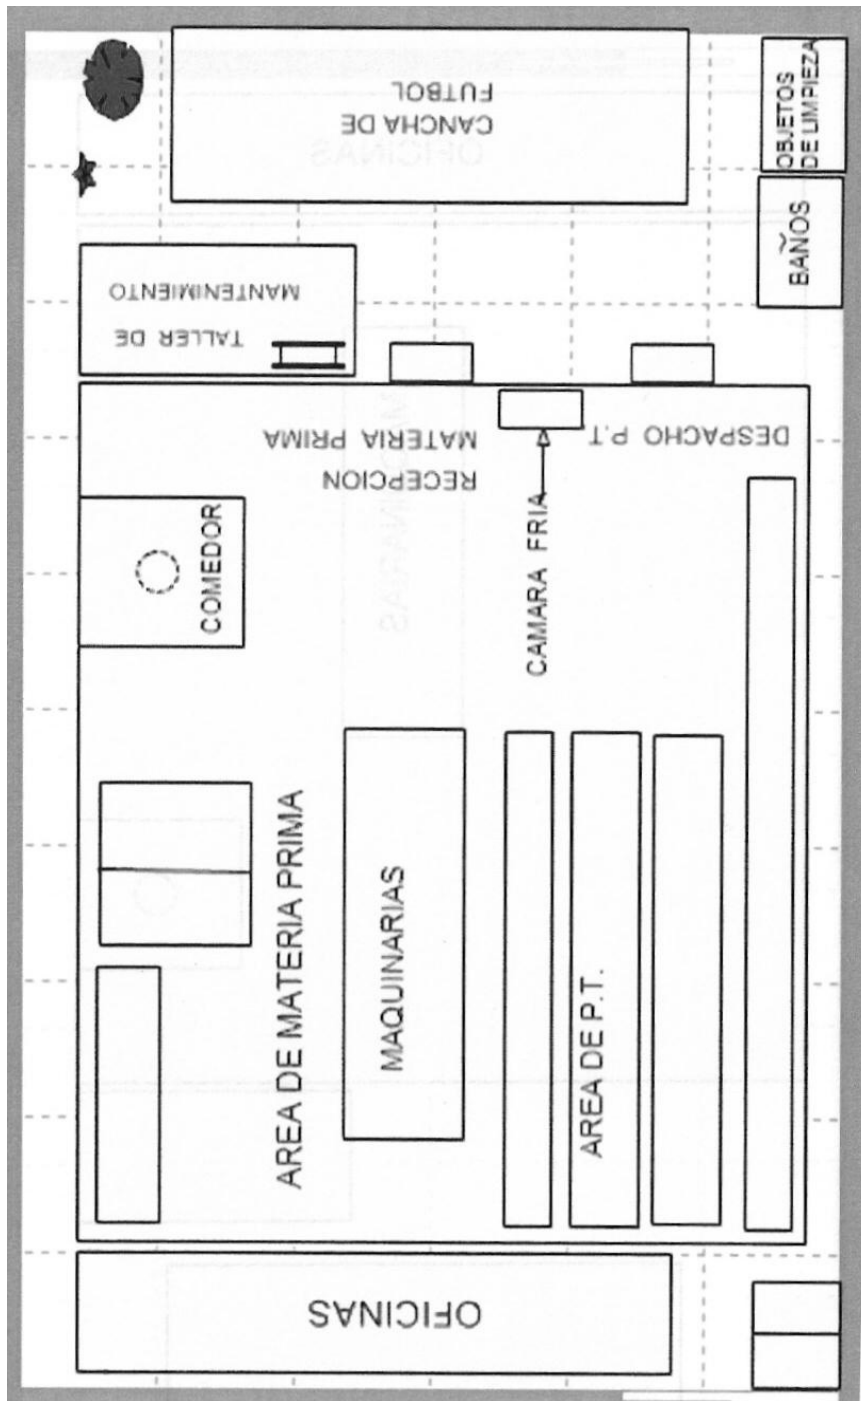 CANCHA DE
FUTBOL
OBJETOS
DE LIMPIEZA
BAÑOS
TALLER DE
MANTENIMIENTO
RECEPCION
MATERIA PRIMA
DESPACHO P.T
CAMARA FRIA
COMEDOR
AREA DE MATERIA PRIMA
MAQUINARIAS
AREA DE P.T.
OFICINAS
OFICINAS
MAQUINARIAS